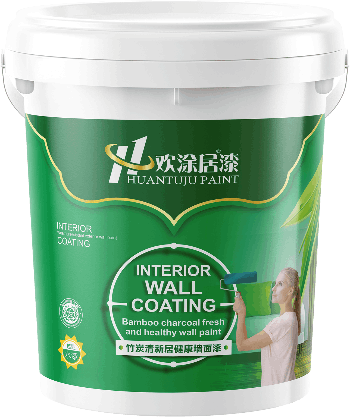 欢涂居漆
HUANTUJU PAINT
INTERIOR
COATING
INTERIOR
WALL
COATING
Bamboo charcoal fresh
and healthy wall paint
竹炭清新居健康墙面漆